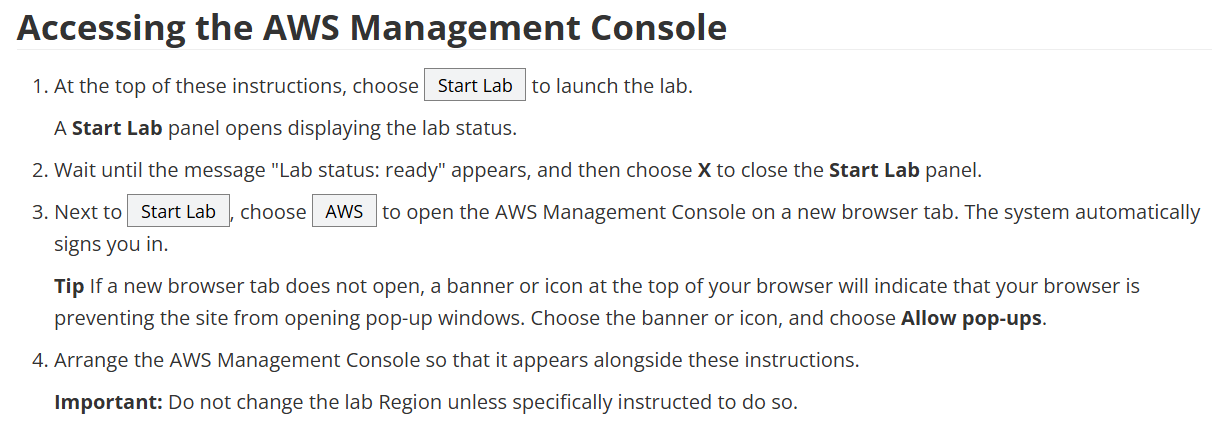 Accessing the AWS Management Console
1. At the top of these instructions, choose Start Lab to launch the lab.
A Start Lab panel opens displaying the lab status.
2. Wait until the message "Lab status: ready" appears, and then choose X to close the Start Lab panel.
3. Next to Start Lab, choose AWS to open the AWS Management Console on a new browser tab. The system automatically
signs you in.
Tip If a new browser tab does not open, a banner or icon at the top of your browser will indicate that your browser is
preventing the site from opening pop-up windows. Choose the banner or icon, and choose Allow pop-ups.
4. Arrange the AWS Management Console so that it appears alongside these instructions.
Important: Do not change the lab Region unless specifically instructed to do so.